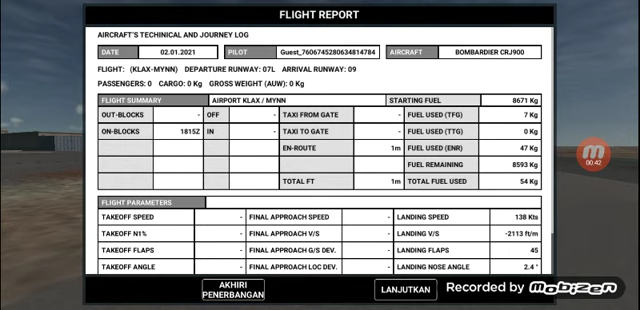 FLIGHT REPORT
AIRCRAFT'S TECHINICAL AND JOURNEY LOG
DATE 02.01.2021 PILOT Guest_7606745280634814784 AIRCRAFT BOMBARDIER CRJ900
FLIGHT: (KLAX-MYNN) DEPARTURE RUNWAY: 07L ARRIVAL RUNWAY: 09
PASSENGERS: 0 CARGO: 0 Kg GROSS WEIGHT (AUW): 0 Kg
FLIGHT SUMMARY AIRPORT KLAX / MYNN STARTING FUEL 8671 Kg
OUT-BLOCKS - OFF - TAXI FROM GATE - FUEL USED (TFG) 7 Kg
ON-BLOCKS 1815Z IN - TAXI TO GATE - FUEL USED (TTG) 0 Kg
EN-ROUTE 1m FUEL USED (ENR) 47 Kg
FUEL REMAINING 8593 Kg
TOTAL FT 1m TOTAL FUEL USED 54 Kg
FLIGHT PARAMETERS
TAKEOFF SPEED - FINAL APPROACH SPEED - LANDING SPEED 138 Kts
TAKEOFF N1% - FINAL APPROACH V/S - LANDING V/S -2113 ft/m
TAKEOFF FLAPS - FINAL APPROACH G/S DEV. - LANDING FLAPS 45
TAKEOFF ANGLE - FINAL APPROACH LOC DEV. - LANDING NOSE ANGLE 2.4 °
AKHIRI
PENERBANGAN
LANJUTKAN
Recorded by Mobizen
M
00:42